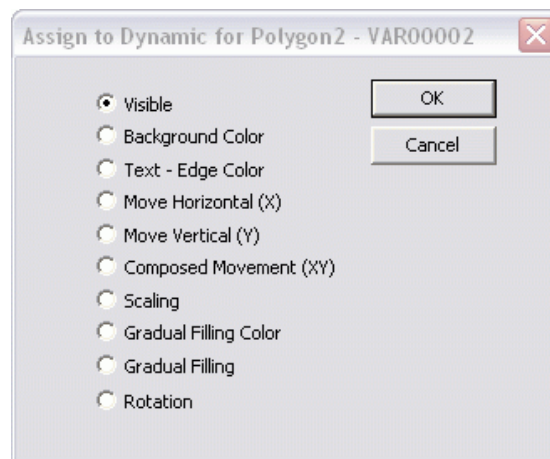 Assign to Dynamic for Polygon2 - VAR00002
Visible
OK
Background Color
Cancel
Text - Edge Color
Move Horizontal (X)
Move Vertical (Y)
Composed Movement (XY)
Scaling
Gradual Filling Color
Gradual Filling
Rotation